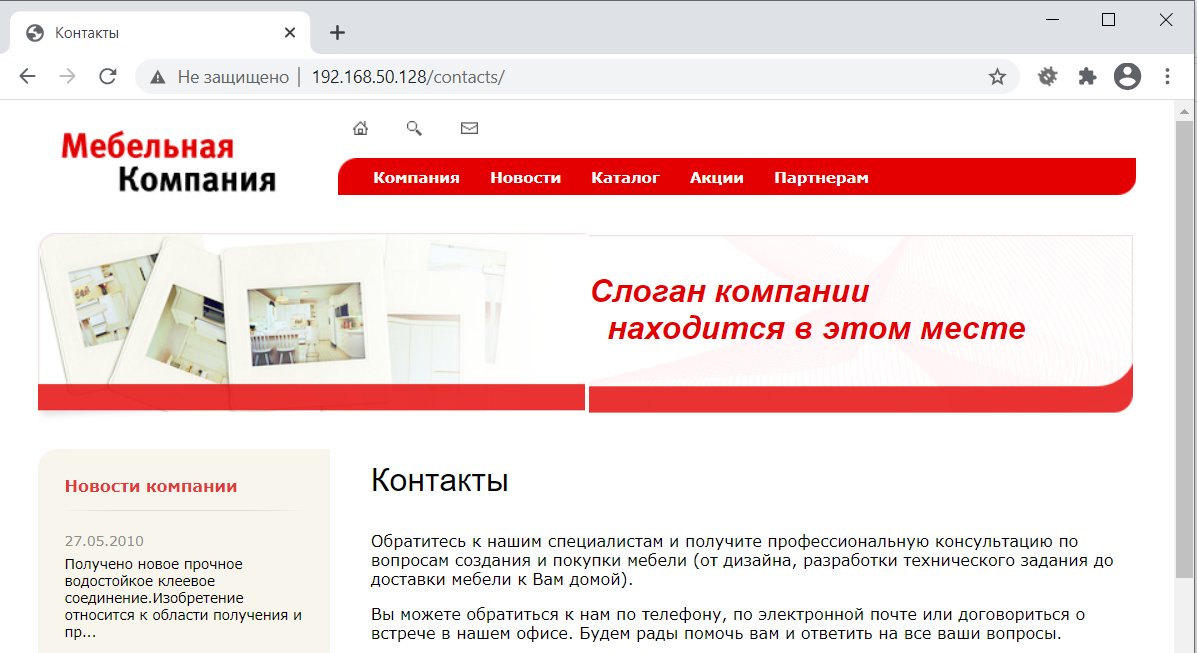 Контакты
Не защищено | 192.168.50.128/contacts/
Мебельная
Компания
Компания Новости Каталог Акции Партнерам
Слоган компании
находится в этом месте
Новости компании
27.05.2010
Получено новое прочное
водостойкое клеевое
соединение.Изобретение
относится к области получения и
пр...
Контакты
Обратитесь к нашим специалистам и получите профессиональную консультацию по
вопросам создания и покупки мебели (от дизайна, разработки технического задания до
доставки мебели к Вам домой).
Вы можете обратиться к нам по телефону, по электронной почте или договориться о
встрече в нашем офисе. Будем рады помочь вам и ответить на все ваши вопросы.